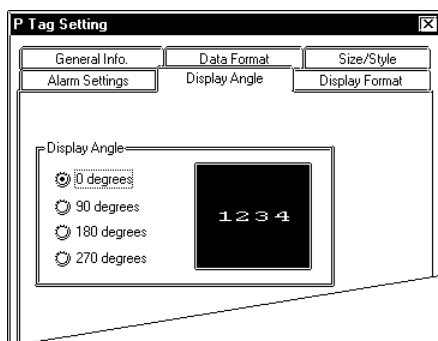 P Tag Setting
General Info. Data Format Size/Style
Alarm Settings Display Angle Display Format
Display Angle
0 degrees
90 degrees
180 degrees
270 degrees
1234